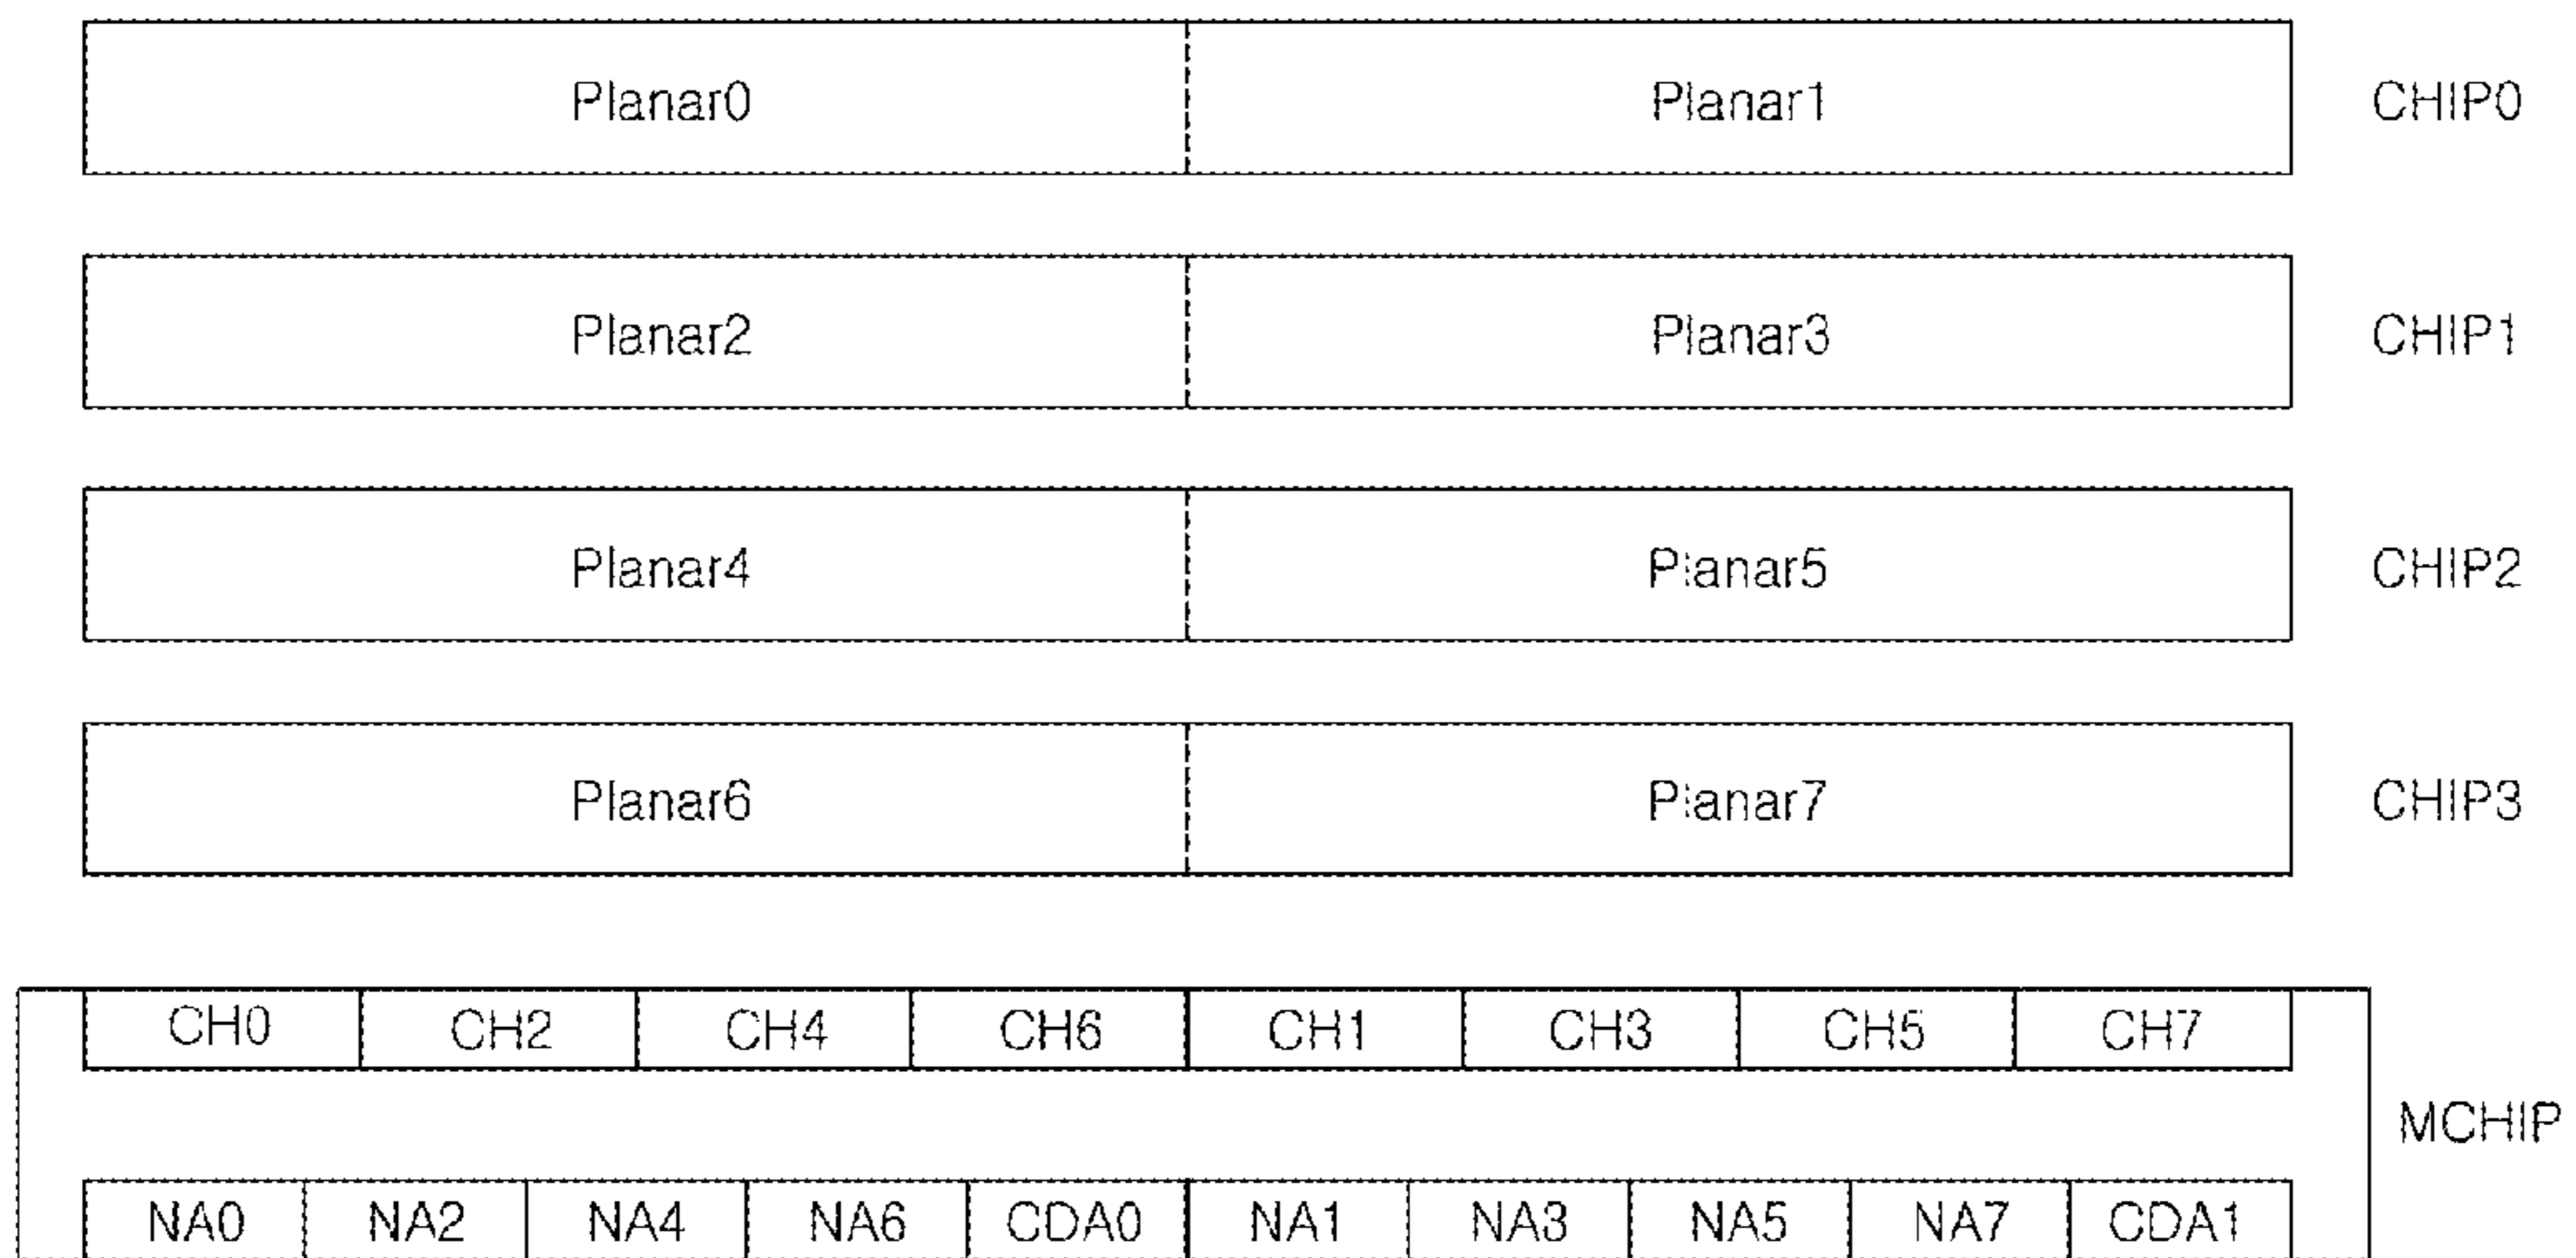 Planar0 Planar1 CHIP0
Planar2 Planar3 CHIP1
Planar4 Planar5 CHIP2
Planar6 Planar7 CHIP3
CH0 CH2 CH4 CH6 CH1 CH3 CH5 CH7
MCHIP
NA0 NA2 NA4 NA6 CDA0 NA1 NA3 NA5 NA7 CDA1